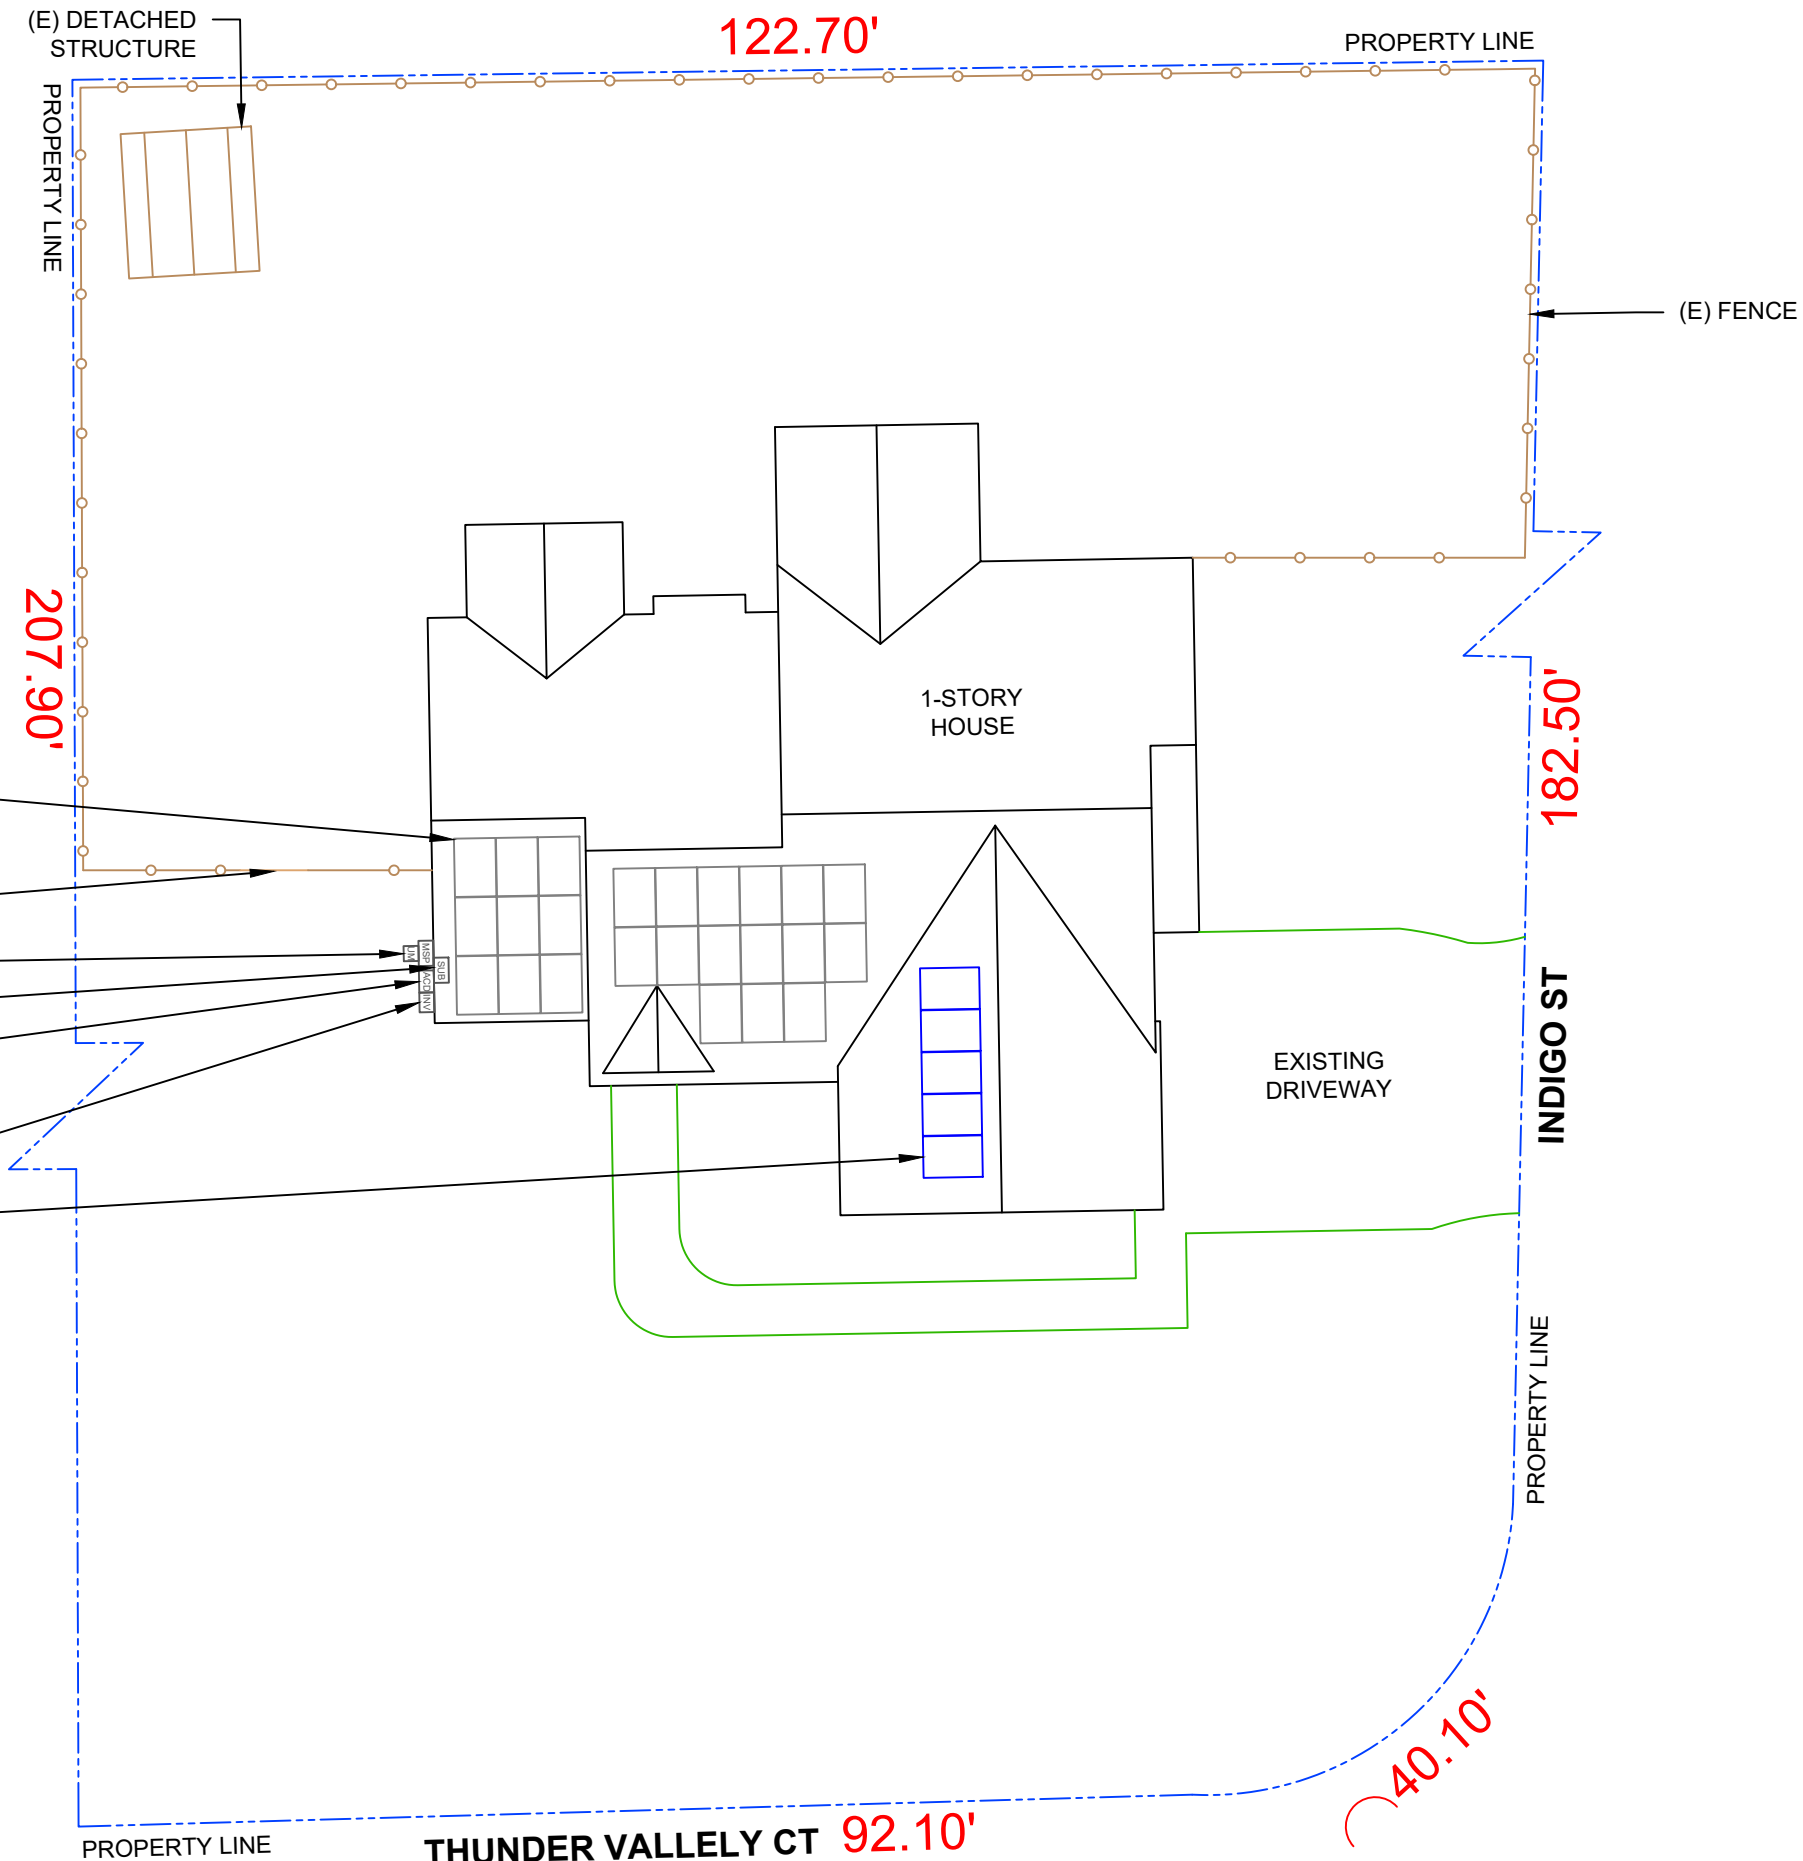 (E) DETACHED
STRUCTURE
122.70'
PROPERTY LINE
PROPERTY LINE
(E) FENCE
207.90'
1-STORY
HOUSE
182.50'
UM
MSP
SUB
ACD
INV
EXISTING
DRIVEWAY
INDIGO ST
PROPERTY LINE
40.10'
PROPERTY LINE
THUNDER VALLELY CT
92.10'